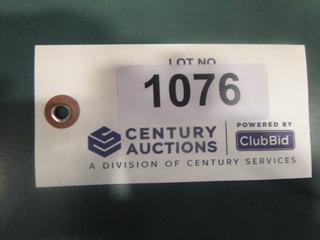 LOT NO.
1076
CENTURY
AUCTIONS
POWERED BY
ClubBid
A DIVISION OF CENTURY SERVICES